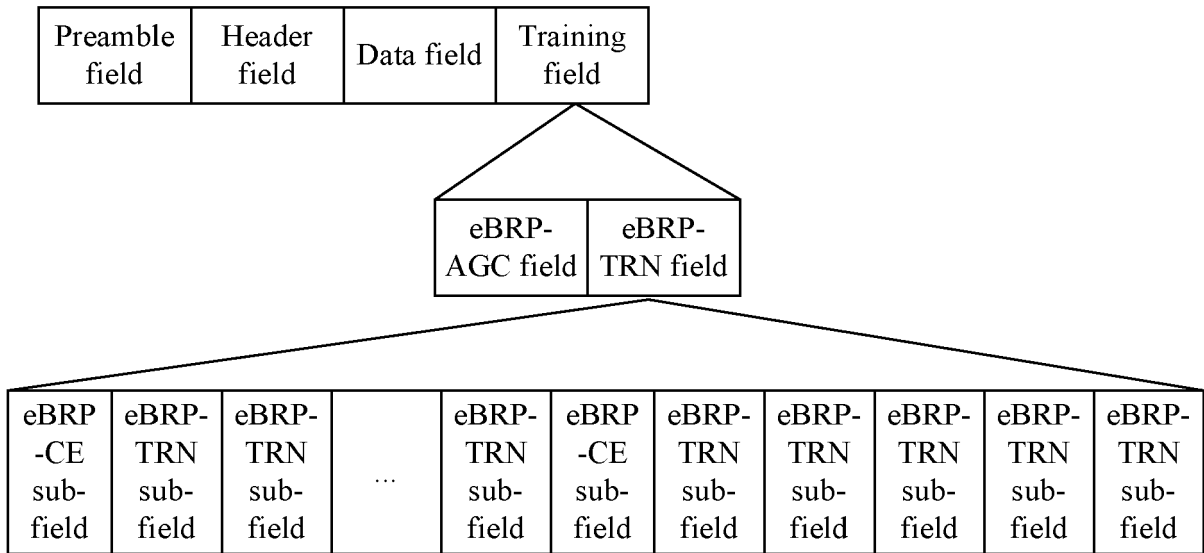 Preamble
field
Header
field
Data field
Training
field
eBRP-
AGC field
eBRP-
TRN field
eBRP
-CE
sub-
field
eBRP-
TRN
sub-
field
eBRP-
TRN
sub-
field
...
eBRP-
TRN
sub-
field
eBRP
-CE
sub-
field
eBRP-
TRN
sub-
field
eBRP-
TRN
sub-
field
eBRP-
TRN
sub-
field
eBRP-
TRN
sub-
field
eBRP-
TRN
sub-
field